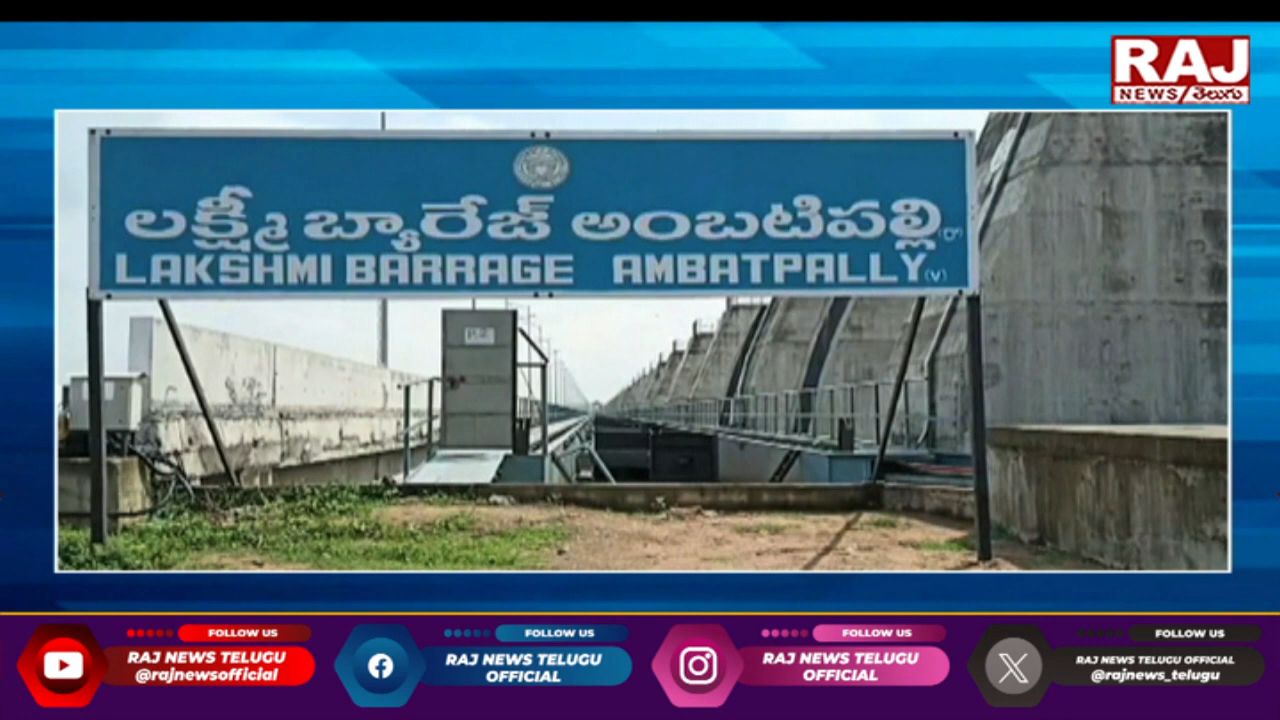 RAJ
NEWS తెలుగు
లక్ష్మీ బ్యారేజ్ అంబటిపల్లి (గ్రా)
LAKSHMI BARRAGE AMBATPALLY (V)
FOLLOW US
RAJ NEWS TELUGU
@rajnewsofficial
FOLLOW US
RAJ NEWS TELUGU
OFFICIAL
FOLLOW US
RAJ NEWS TELUGU
OFFICIAL
FOLLOW US
RAJ NEWS TELUGU OFFICIAL
@rajnews_telugu